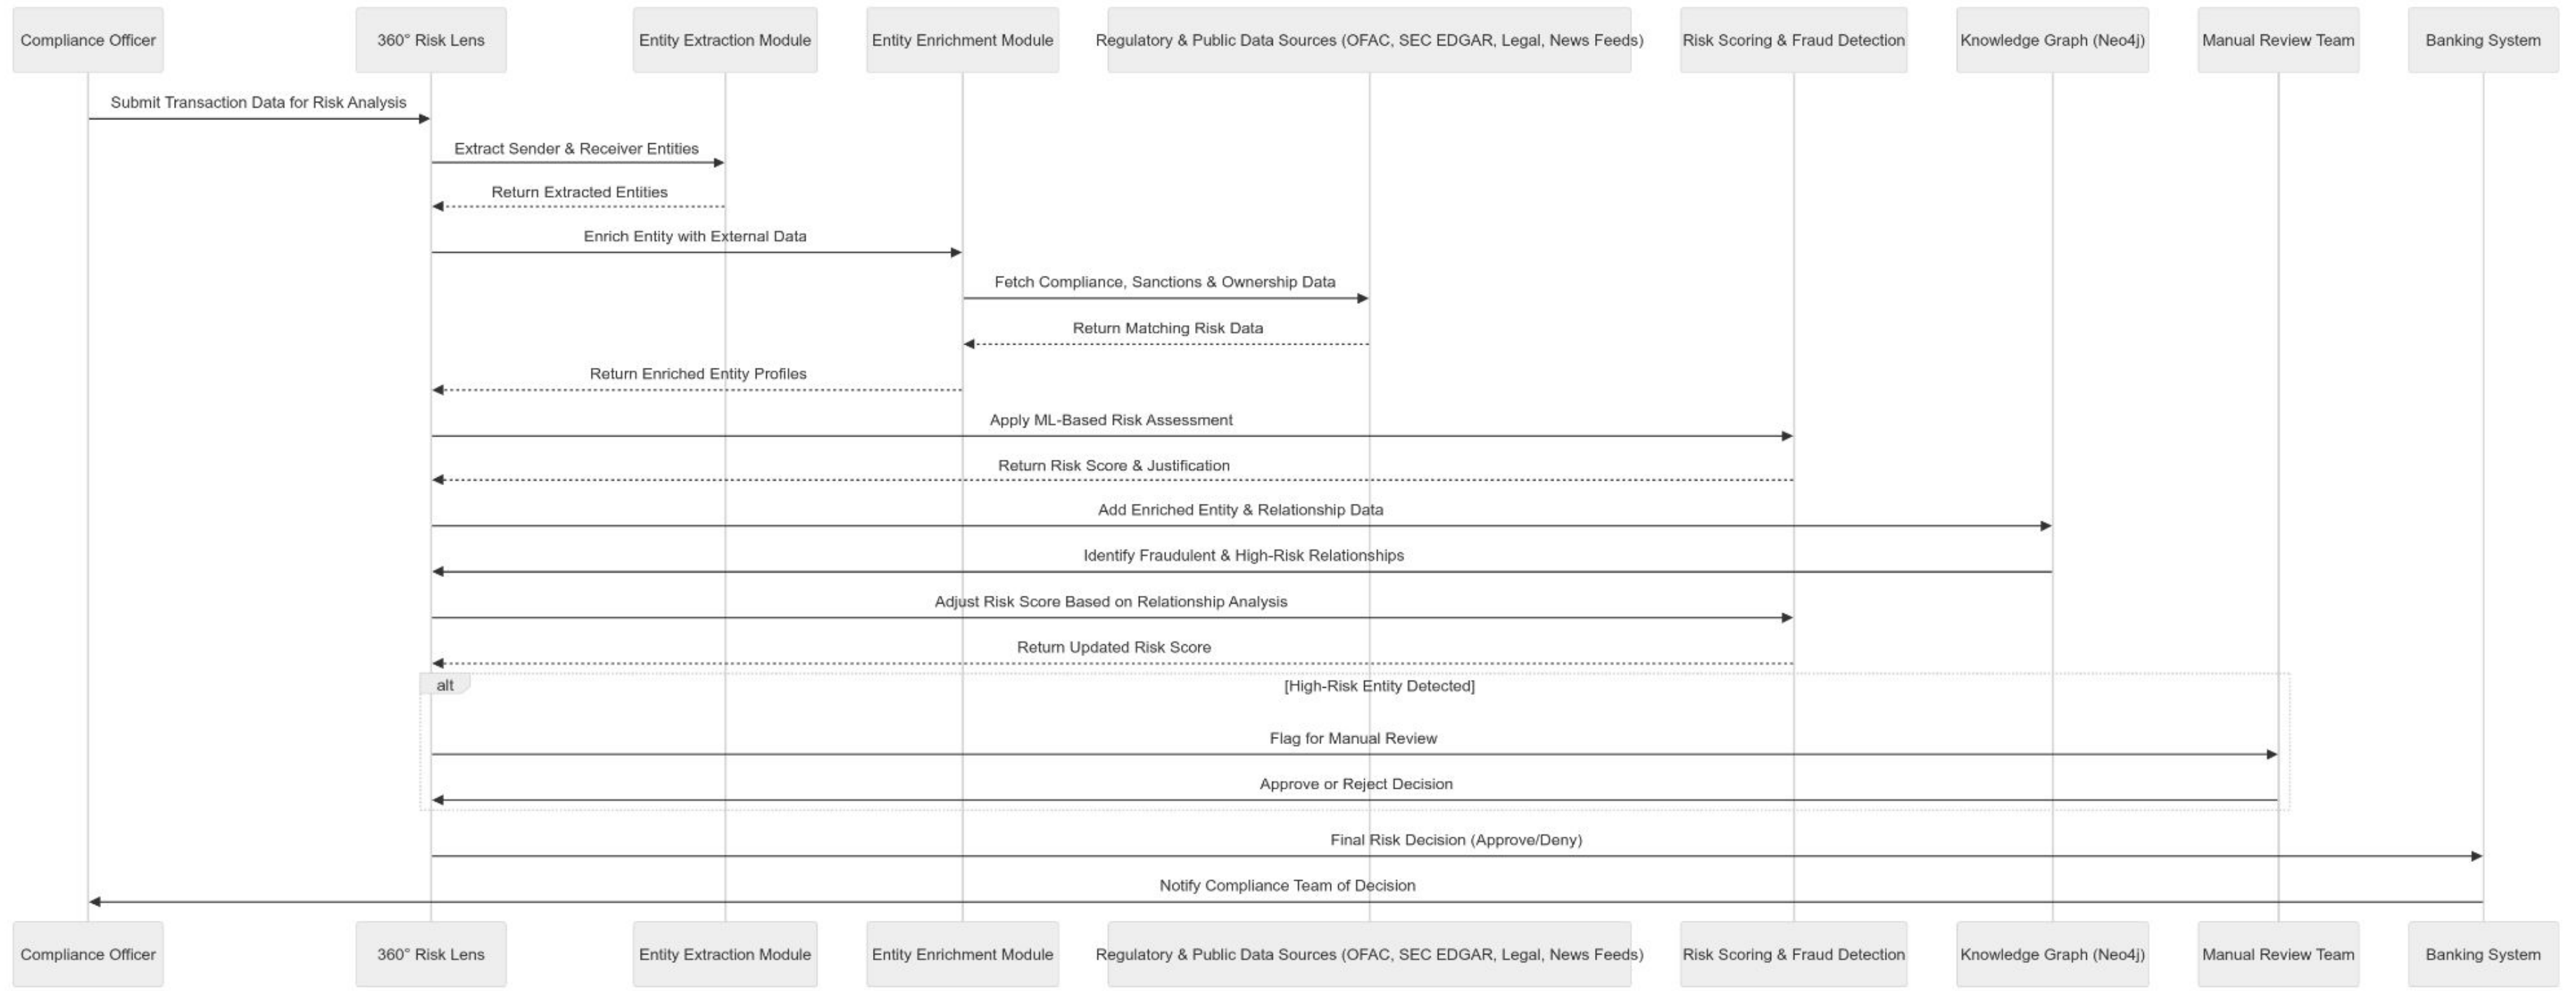 Compliance Officer
360° Risk Lens
Entity Extraction Module
Entity Enrichment Module
Regulatory & Public Data Sources (OFAC, SEC EDGAR, Legal, News Feeds)
Risk Scoring & Fraud Detection
Knowledge Graph (Neo4j)
Manual Review Team
Banking System
Submit Transaction Data for Risk Analysis
Extract Sender & Receiver Entities
Return Extracted Entities
Enrich Entity with External Data
Fetch Compliance, Sanctions & Ownership Data
Return Matching Risk Data
Return Enriched Entity Profiles
Apply ML-Based Risk Assessment
Return Risk Score & Justification
Add Enriched Entity & Relationship Data
Identify Fraudulent & High-Risk Relationships
Adjust Risk Score Based on Relationship Analysis
Return Updated Risk Score
alt
[High-Risk Entity Detected]
Flag for Manual Review
Approve or Reject Decision
Final Risk Decision (Approve/Deny)
Notify Compliance Team of Decision
Compliance Officer
360° Risk Lens
Entity Extraction Module
Entity Enrichment Module
Regulatory & Public Data Sources (OFAC, SEC EDGAR, Legal, News Feeds)
Risk Scoring & Fraud Detection
Knowledge Graph (Neo4j)
Manual Review Team
Banking System